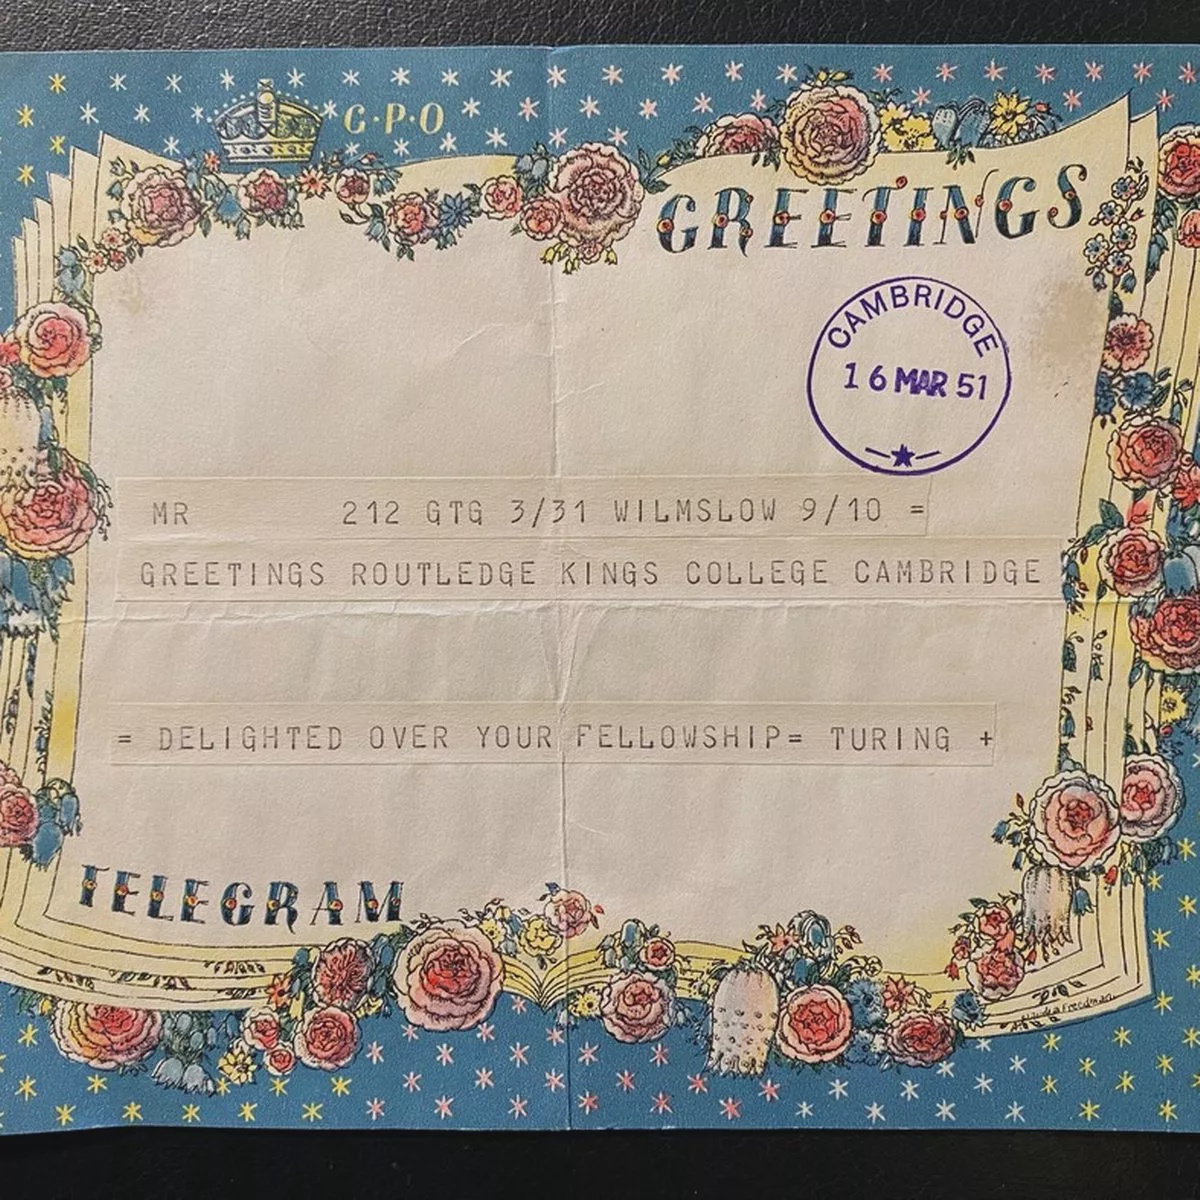 G·P·O
GREETINGS
CAMBRIDGE
16 MAR 51
MR 212 GTG 3/31 WILMSLOW 9/10 =
GREETINGS ROUTLEDGE KINGS COLLEGE CAMBRIDGE
= DELIGHTED OVER YOUR FELLOWSHIP= TURING +
TELEGRAM
Freedman